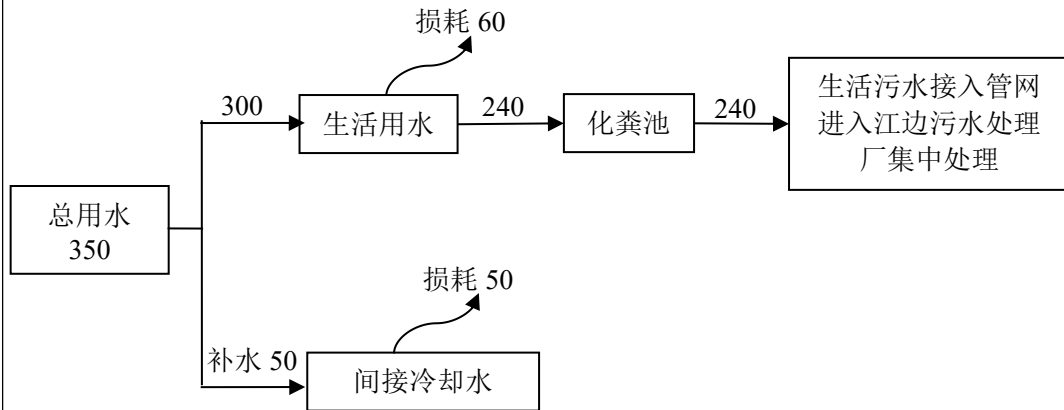 损耗 60
300
生活用水
240
化粪池
240
生活污水接入管网
进入江边污水处理
厂集中处理
总用水
350
损耗 50
补水 50
间接冷却水